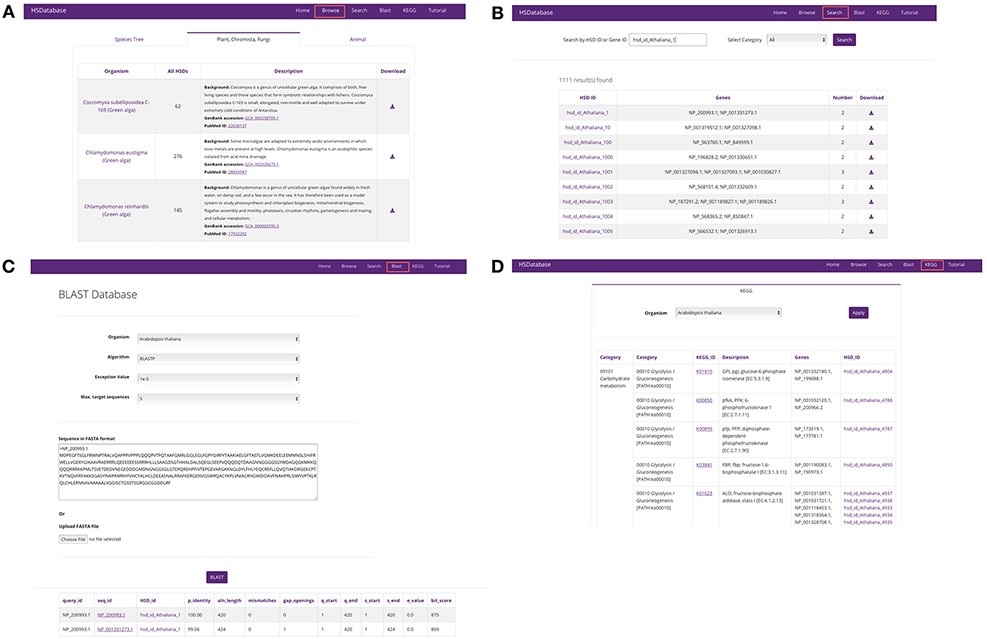 A
HSDatabase
Home Browse Search Blast KEGG Tutorial
Species Tree Plant, Chromista, Fungi Animal
Organism All HSDs Description Download
Coccomyxa subellipsoidea C-169 (Green alga)
62
Background: Coccomyxa is a genus of unicellular green alga. It comprises of both, free
living species and those species that form symbiotic relationships with lichens. Coccomyxa
subellipsoidea C-169 is small, elongated, non-motile and well adapted to survive under
extremely cold conditions of Antarctica.
GenBank accession:
PubMed ID: 22630137
Chlamydomonas eustigma
(Green alga)
276
Background: Some microalgae are adapted to extremely acidic environments in which
toxic metals are present at high levels. Chlamydomonas eustigma is an acidophilic species
isolated from acid mine drainage.
GenBank accession:
PubMed ID:
Chlamydomonas reinhardtii
(Green alga)
145
Background: Chlamydomonas is a genus of unicellular green algae found widely in fresh
water, on damp soil, and a few occur in the sea. It has therefore been used as a model
system to study photosynthesis and chloroplast biogenesis, mitochondrial biogenesis,
flagellar assembly and motility, phototaxis, circadian rhythms, gametogenesis and mating,
and cellular metabolism.
GenBank accession:
PubMed ID: 17932292
B
HSDatabase
Home Browse Search Blast KEGG Tutorial
Search by HSD ID or Gene ID hsd_id_Athaliana_1 Select Category All Search
1111 result(s) found
HSD ID Genes Number Download
hsd_id_Athaliana_1 NP_200993.1; NP_001331273.1 2
hsd_id_Athaliana_10 NP_001319512.1; NP_001327098.1 2
hsd_id_Athaliana_100 NP_563760.1; NP_849599.1 2
hsd_id_Athaliana_1000 NP_196828.2; NP_001330651.1 2
hsd_id_Athaliana_1001 NP_001327094.1; NP_001327093.1; NP_001030827.1 3
hsd_id_Athaliana_1002 NP_568101.4; NP_001332609.1 2
hsd_id_Athaliana_1003 NP_187291.2; NP_001189827.1; NP_001189826.1 3
hsd_id_Athaliana_1004 NP_568365.2; NP_850847.1 2
hsd_id_Athaliana_1005 NP_566532.1; NP_001326913.1 2
C
Home Browse Search Blast KEGG Tutorial
BLAST Database
Organism Arabidopsis thaliana
Algorithm BLASTP
Exception Value 1e-5
Max. target sequences 5
Sequence in FASTA format
>NP_200993.1
Or
Upload FASTA file
Choose File no file selected
BLAST
query_id seq_id HSD_id p_identity aln_length mismatches gap_openings q_start q_end s_start s_end e_value bit_score
NP_200993.1 NP_200993.1 hsd_id_Athaliana_1 100.00 420 0 0 1 420 1 420 0.0 875
NP_200993.1 NP_001331273.1 hsd_id_Athaliana_1 99.06 424 0 1 1 420 1 424 0.0 869
D
HSDatabase
Home Browse Search Blast KEGG Tutorial
KEGG
Organism Arabidopsis thaliana Apply
Category Category KEGG_ID Description Genes HSD_ID
09101
Carbohydrate
metabolism
00010 Glycolysis /
Gluconeogenesis
[PATH:ko00010]
K01810
GPI, pgi; glucose-6-phosphate
isomerase [EC:5.3.1.9]
NP_001332180.1,
NP_199088.1
hsd_id_Athaliana_4804
00010 Glycolysis /
Gluconeogenesis
[PATH:ko00010]
K00850
pfkA, PFK; 6-
phosphofructokinase 1
[EC:2.7.1.11]
NP_001032120.1,
NP_200966.2
hsd_id_Athaliana_4788
00010 Glycolysis /
Gluconeogenesis
[PATH:ko00010]
K00895
pfp, PFP; diphosphate-
dependent
phosphofructokinase
[EC:2.7.1.90]
NP_173519.1,
NP_177781.1
hsd_id_Athaliana_4787
00010 Glycolysis /
Gluconeogenesis
[PATH:ko00010]
K03841
FBP, fbp; fructose-1,6-
bisphosphatase I [EC:3.1.3.11]
NP_001190083.1,
NP_190973.1
hsd_id_Athaliana_4850
00010 Glycolysis /
Gluconeogenesis
[PATH:ko00010]
K01623
ALO; fructose-bisphosphate
aldolase, class I [EC:4.1.2.13]
NP_001031387.1,
NP_001031721.1,
NP_001118453.1,
NP_001318364.1,
NP_001328708.1,
hsd_id_Athaliana_4937
hsd_id_Athaliana_4938
hsd_id_Athaliana_4933
hsd_id_Athaliana_4934
hsd_id_Athaliana_4935